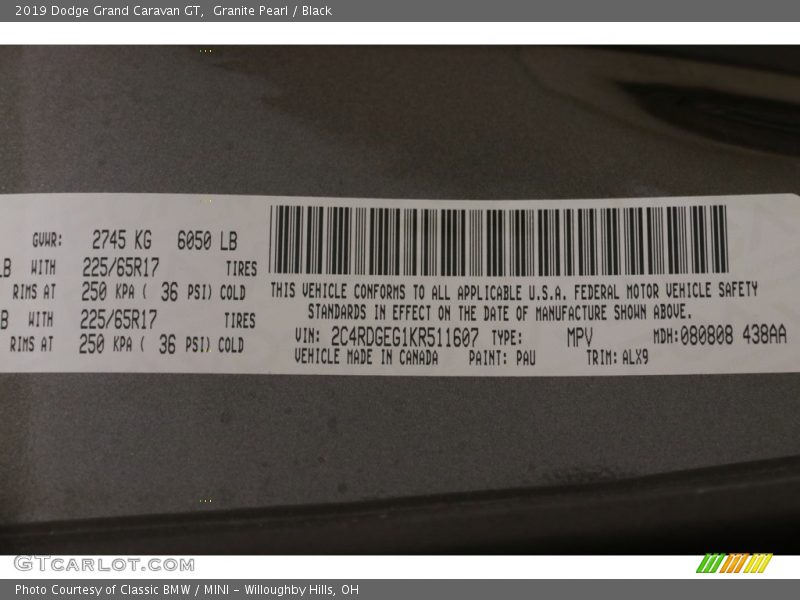 2019 Dodge Grand Caravan GT,  Granite Pearl / Black
GVWR: 2745 KG 6050 LB
LB WITH 225/65R17 TIRES
RIMS AT 250 KPA ( 36 PSI) COLD
B WITH 225/65R17 TIRES
RIMS AT 250 KPA ( 36 PSI) COLD
THIS VEHICLE CONFORMS TO ALL APPLICABLE U.S.A. FEDERAL MOTOR VEHICLE SAFETY
STANDARDS IN EFFECT ON THE DATE OF MANUFACTURE SHOWN ABOVE.
VIN: 2C4RDGEG1KR511607 TYPE: MPV MDH:080808 438AA
VEHICLE MADE IN CANADA PAINT: PAU TRIM: ALX9
GTCARLOT.COM
Photo Courtesy of Classic BMW / MINI - Willoughby Hills, OH